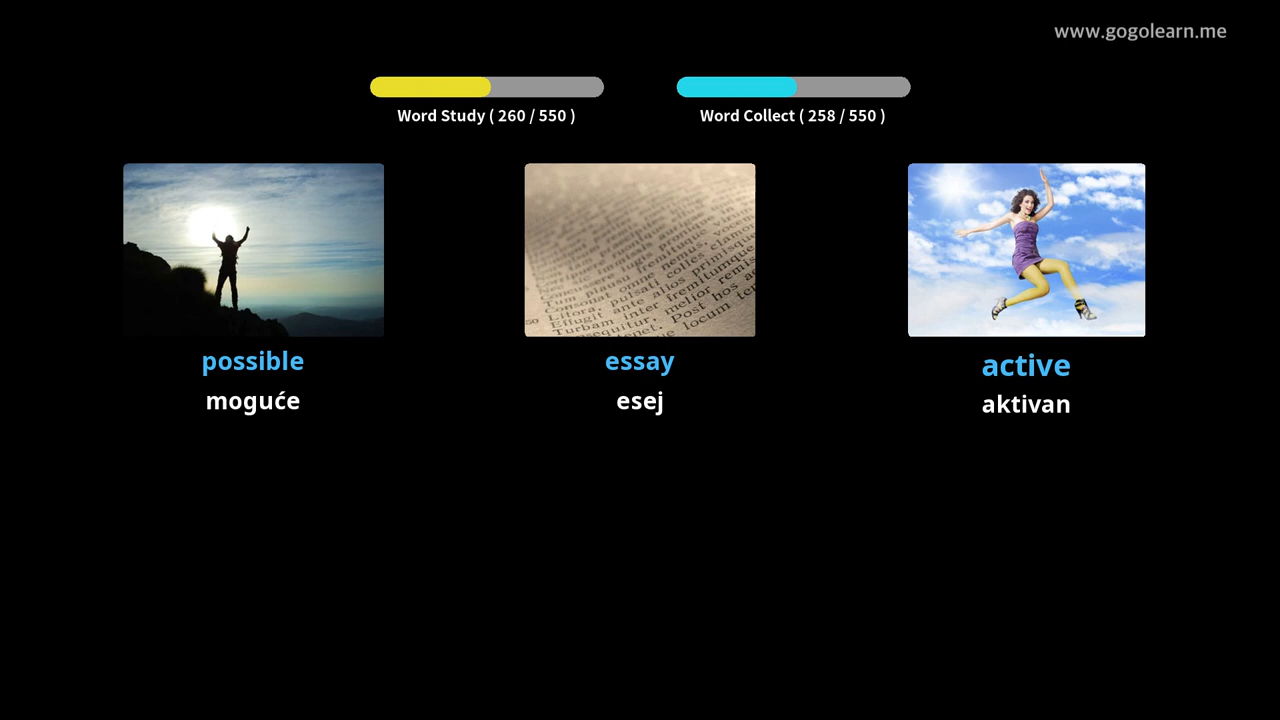 www.gogolearn.me
Word Study ( 260 / 550 )
Word Collect ( 258 / 550 )
possible
essay
active
moguće
esej
aktivan